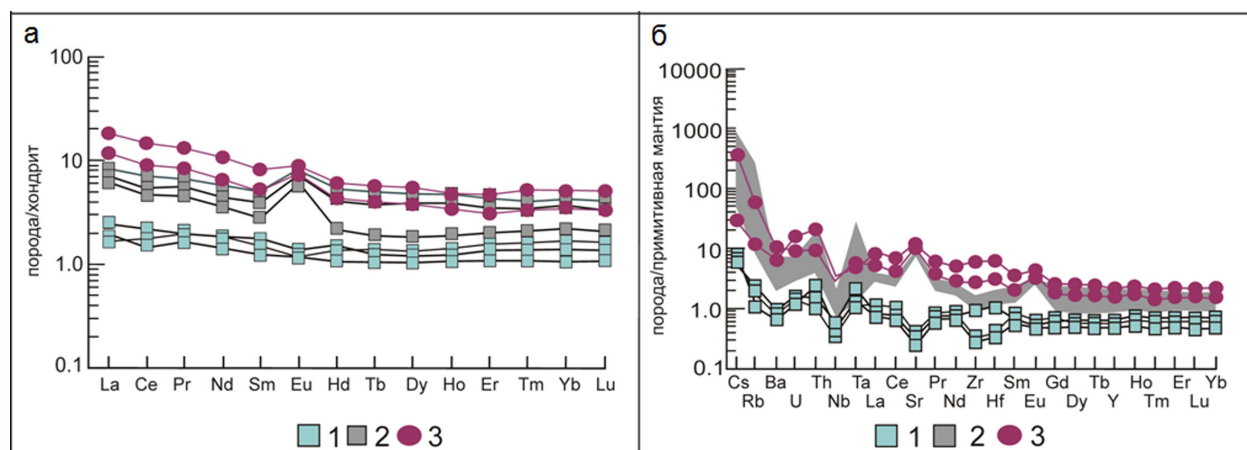 а
100
10
1.0
0.1
порода/хондрит
La Ce Pr Nd Sm Eu Hd Tb Dy Ho Er Tm Yb Lu
1 2 3
б
10000
1000
100
10
1.0
0.1
порода/примитивная мантия
Cs Ba Th Ta Ce Pr Zr Sm Gd Tb Ho Er Yb
Rb U Nb La Sr Nd Hf Eu Dy Y Tm Lu
1 2 3